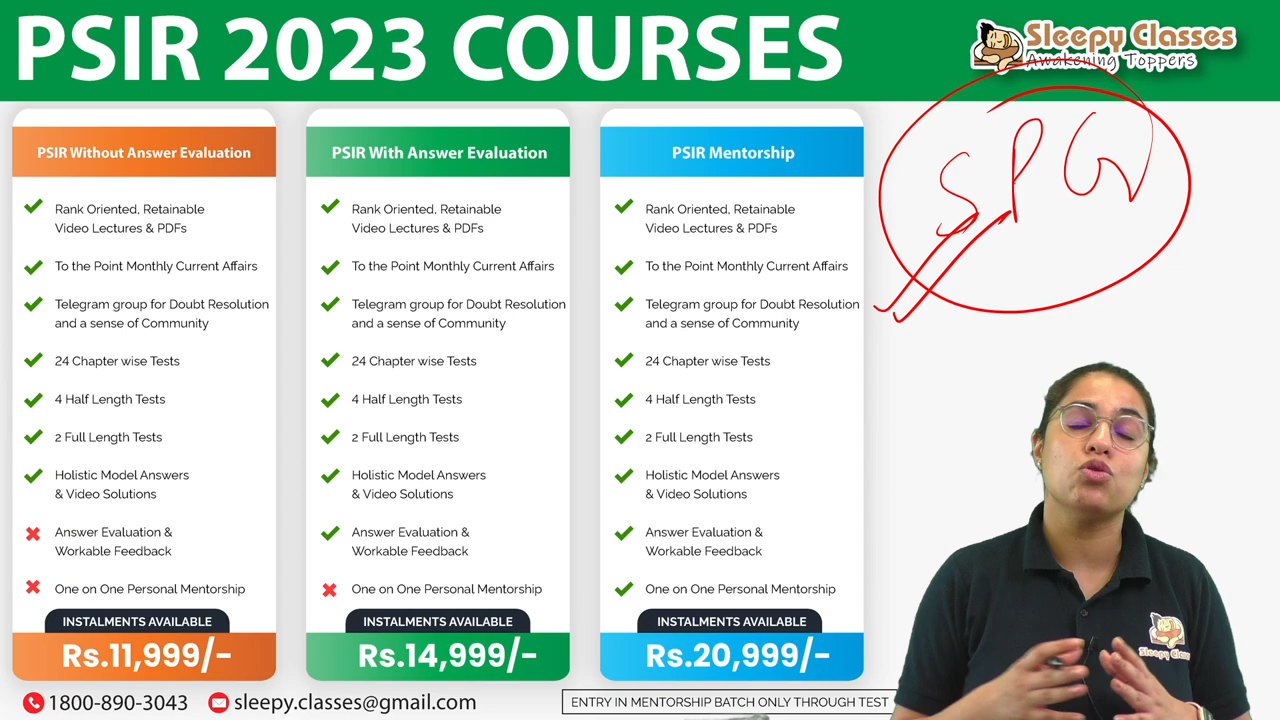 PSIR 2023 COURSES
Sleepy Classes
Awakening Toppers
PSIR Without Answer Evaluation
Rank Oriented, Retainable
Video Lectures & PDFs
To the Point Monthly Current Affairs
Telegram group for Doubt Resolution
and a sense of Community
24 Chapter wise Tests
4 Half Length Tests
2 Full Length Tests
Holistic Model Answers
& Video Solutions
Answer Evaluation &
Workable Feedback
One on One Personal Mentorship
INSTALMENTS AVAILABLE
Rs.11,999/-
PSIR With Answer Evaluation
Rank Oriented, Retainable
Video Lectures & PDFs
To the Point Monthly Current Affairs
Telegram group for Doubt Resolution
and a sense of Community
24 Chapter wise Tests
4 Half Length Tests
2 Full Length Tests
Holistic Model Answers
& Video Solutions
Answer Evaluation &
Workable Feedback
One on One Personal Mentorship
INSTALMENTS AVAILABLE
Rs.14,999/-
PSIR Mentorship
Rank Oriented, Retainable
Video Lectures & PDFs
To the Point Monthly Current Affairs
Telegram group for Doubt Resolution
and a sense of Community
24 Chapter wise Tests
4 Half Length Tests
2 Full Length Tests
Holistic Model Answers
& Video Solutions
Answer Evaluation &
Workable Feedback
One on One Personal Mentorship
INSTALMENTS AVAILABLE
Rs.20,999/-
1800-890-3043
sleepy.classes@gmail.com
ENTRY IN MENTORSHIP BATCH ONLY THROUGH TEST